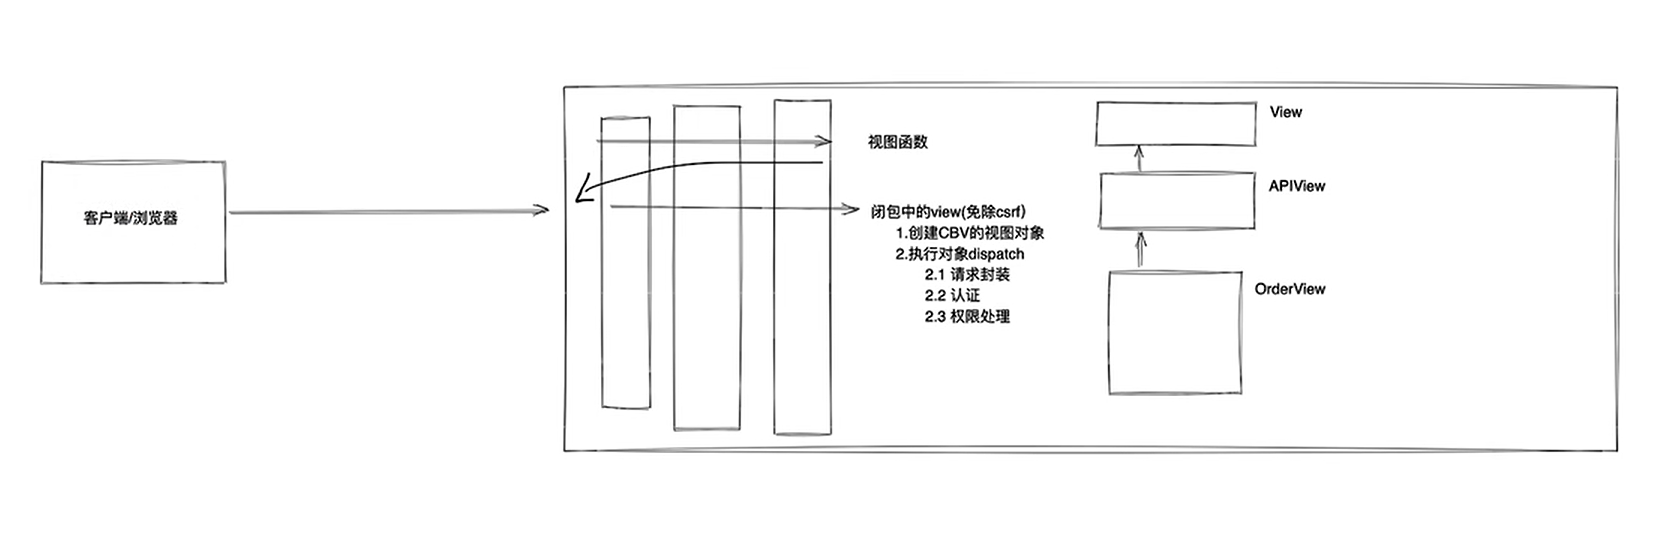 客户端/浏览器
视图函数
闭包中的view(免除csrf)
1.创建CBV的视图对象
2.执行对象dispatch
2.1 请求封装
2.2 认证
2.3 权限处理
View
APIView
OrderView